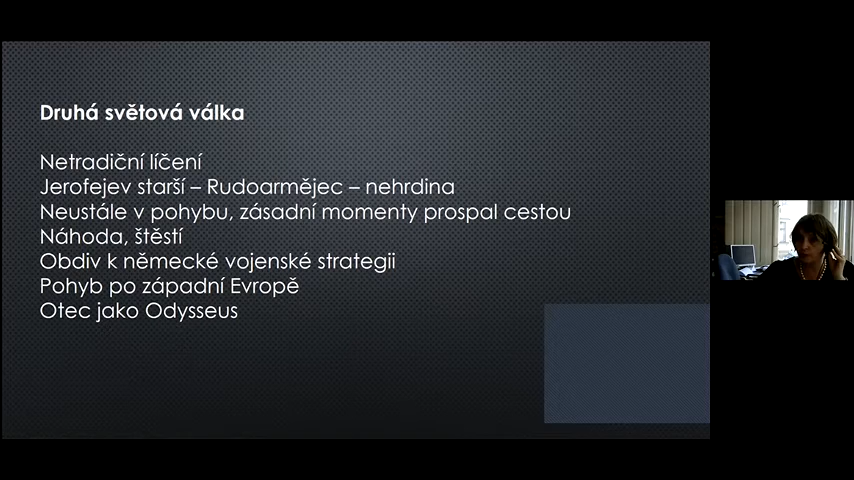 Druhá světová válka
Netradiční líčení
Jerofejev starší – Rudoarmějec – nehrdina
Neustále v pohybu, zásadní momenty prospal cestou
Náhoda, štěstí
Obdiv k německé vojenské strategii
Pohyb po západní Evropě
Otec jako Odysseus